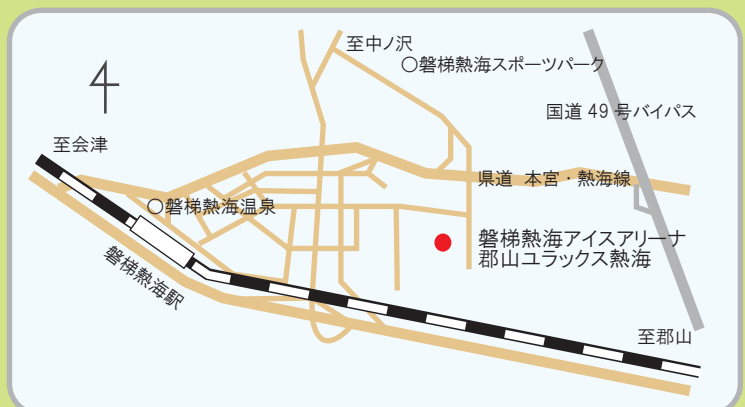 至中ノ沢
〇磐梯熱海スポーツパーク
国道 49 号バイパス
至会津
県道 本宮・熱海線
〇磐梯熱海温泉
磐梯熱海アイスアリーナ
郡山ユラックス熱海
磐梯熱海駅
至郡山